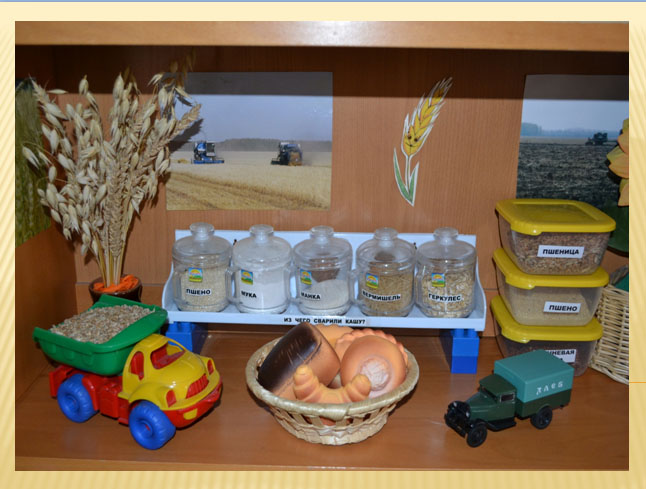 ПШЕНО
МУКА
МАНКА
ВЕРМИШЕЛЬ
ГЕРКУЛЕС
ИЗ ЧЕГО СВАРИЛИ КАШУ?
ПШЕНИЦА
ПШЕНО
ХЛЕБ